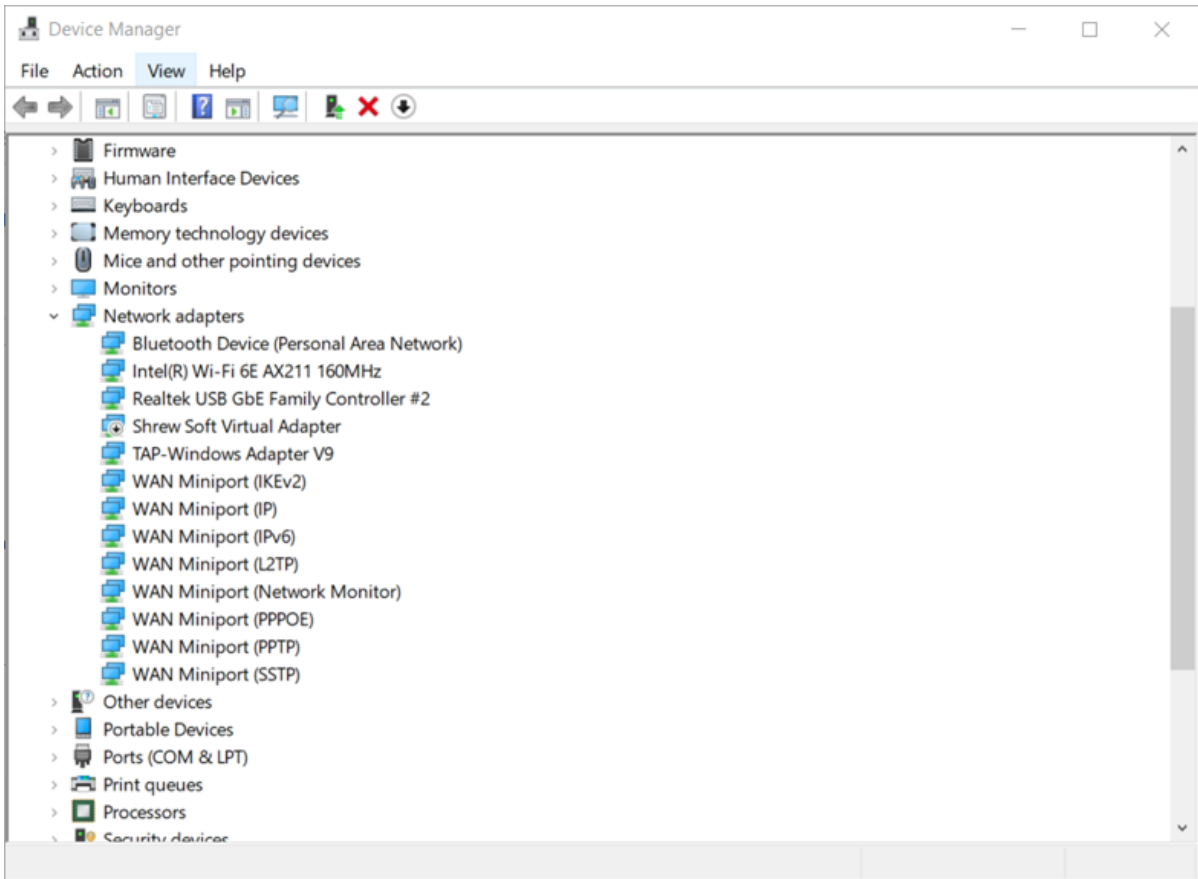 Device Manager
File Action View Help
Firmware
Human Interface Devices
Keyboards
Memory technology devices
Mice and other pointing devices
Monitors
Network adapters
Bluetooth Device (Personal Area Network)
Intel(R) Wi-Fi 6E AX211 160MHz
Realtek USB GbE Family Controller #2
Shrew Soft Virtual Adapter
TAP-Windows Adapter V9
WAN Miniport (IKEv2)
WAN Miniport (IP)
WAN Miniport (IPv6)
WAN Miniport (L2TP)
WAN Miniport (Network Monitor)
WAN Miniport (PPPOE)
WAN Miniport (PPTP)
WAN Miniport (SSTP)
Other devices
Portable Devices
Ports (COM & LPT)
Print queues
Processors
Security devices